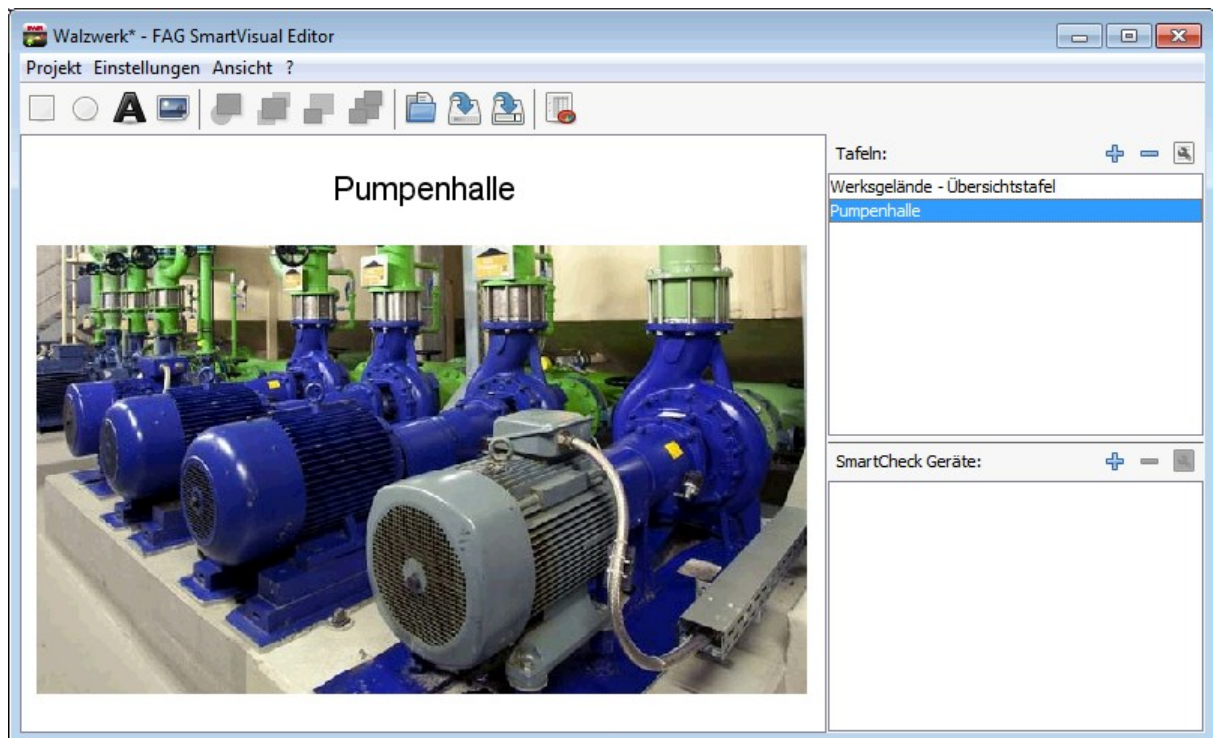 Walzwerk* - FAG SmartVisual Editor
Projekt Einstellungen Ansicht ?
Tafeln:
Werksgelände - Übersichtstafel
Pumpenhalle
Pumpenhalle
SmartCheck Geräte: